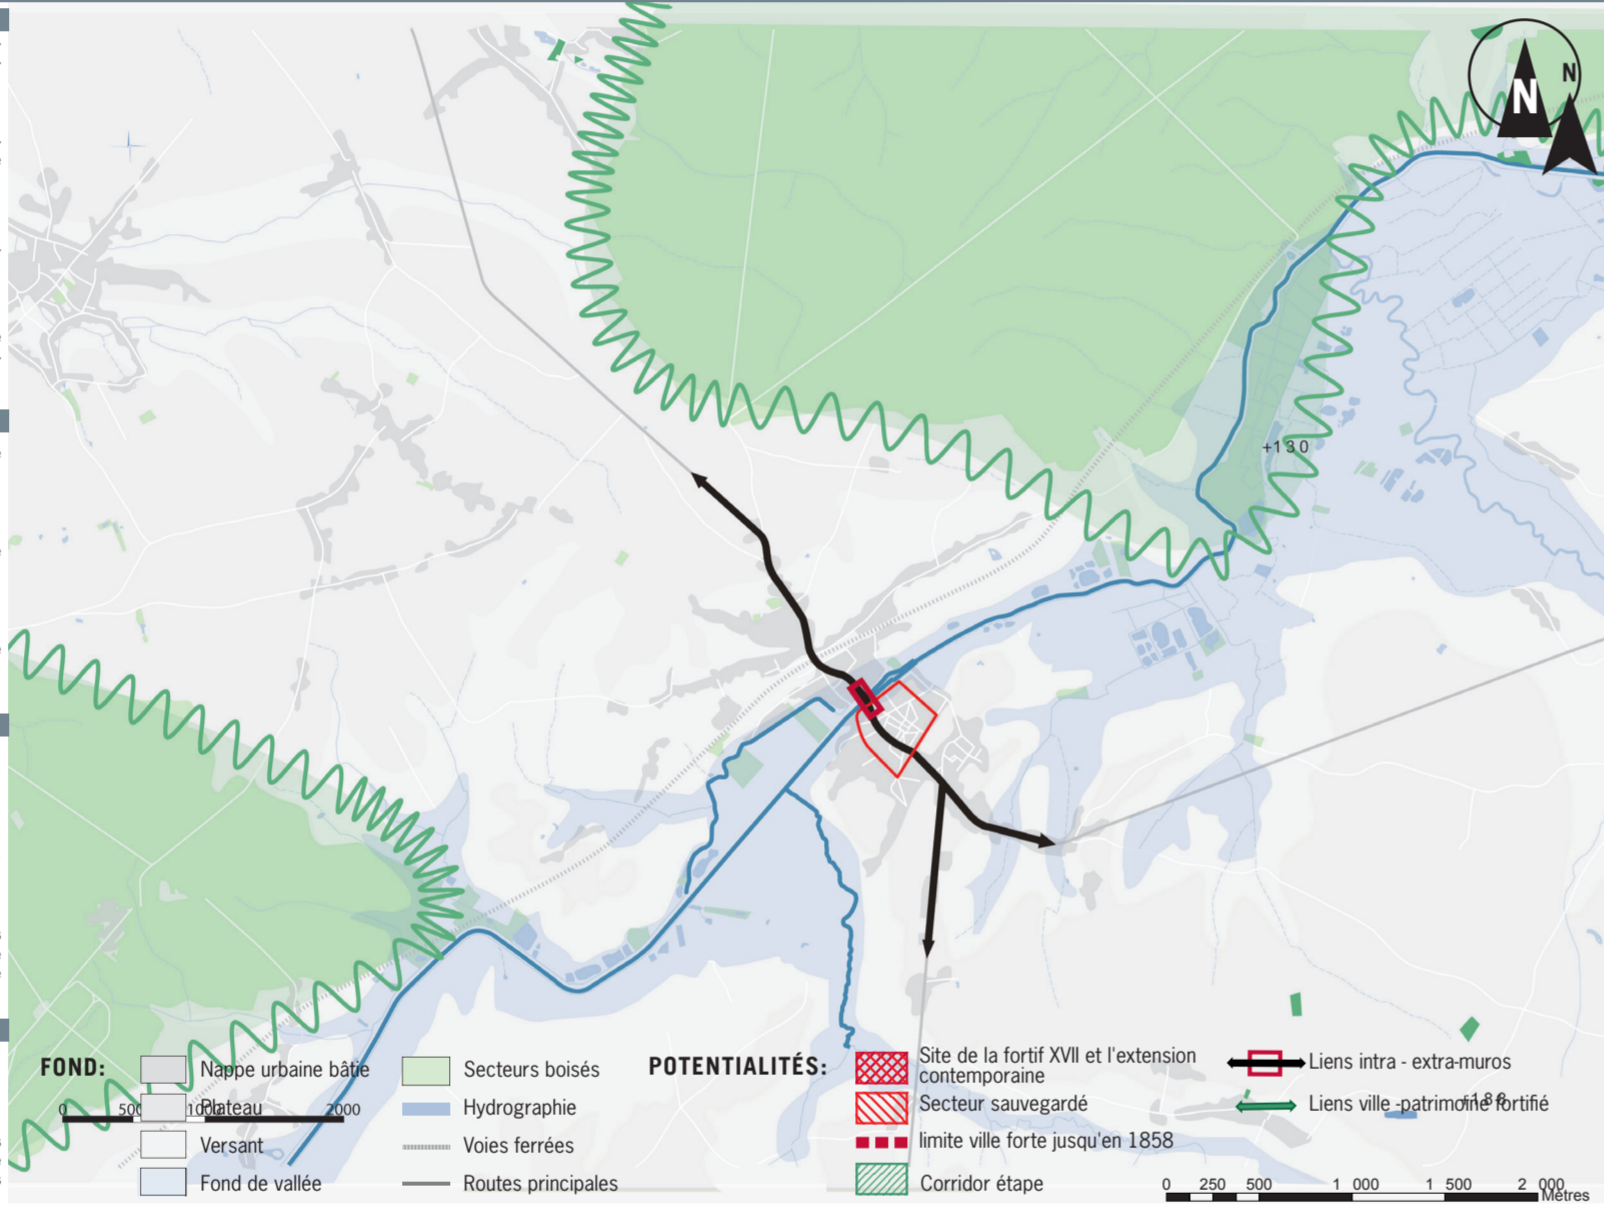 N
N
+130
FOND:
Nappe urbaine bâtie
Plateau
Versant
Fond de vallée
0 500 1000 2000
Secteurs boisés
Hydrographie
Voies ferrées
Routes principales
POTENTIALITÉS:
Site de la fortif XVII et l'extension
contemporaine
Secteur sauvegardé
limite ville forte jusqu'en 1858
Corridor étape
Liens intra - extra-muros
Liens ville -patrimoine fortifié
0 250 500 1 000 1 500 2 000
Mètres